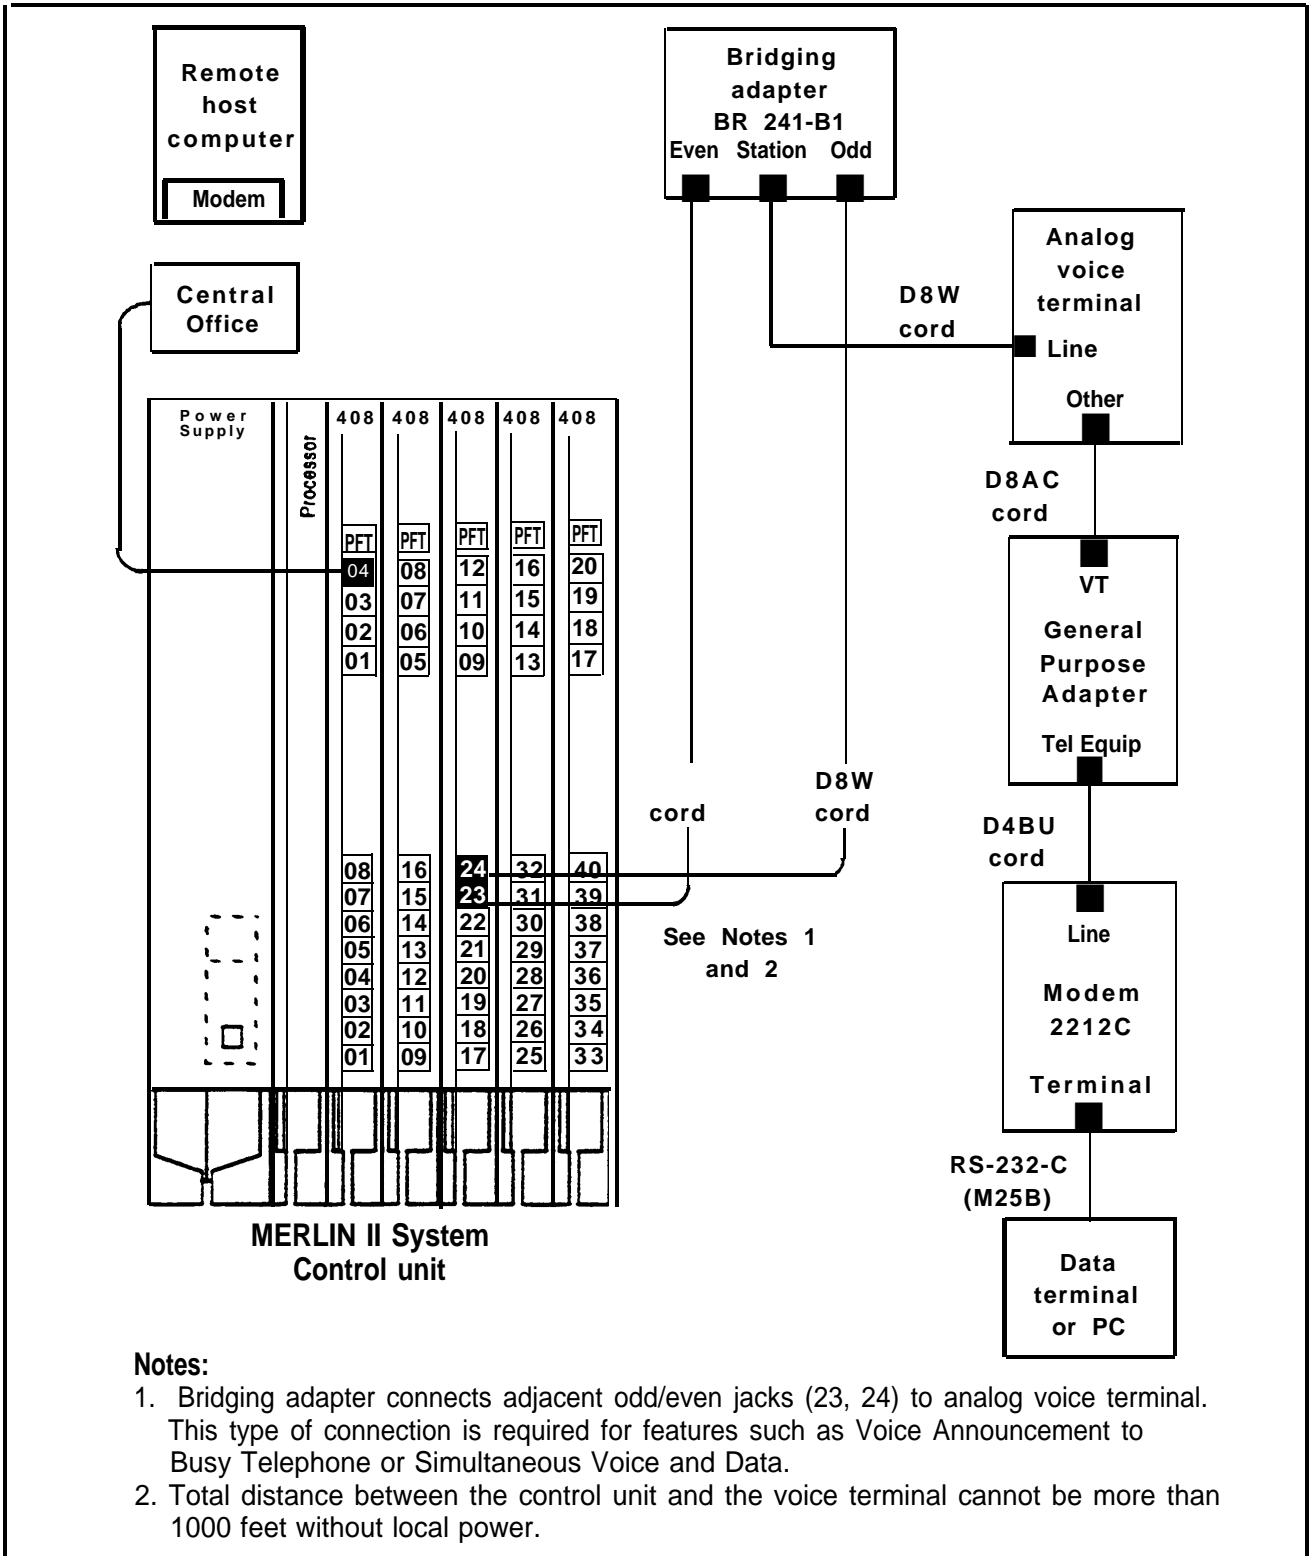 Remote
host
computer
Modem
Central
Office
Bridging
adapter
BR 241-B1
Even Station Odd
Analog
voice
terminal
Line
Other
D8W
cord
D8AC
cord
VT
General
Purpose
Adapter
Tel Equip
D4BU
cord
Line
Modem
2212C
Terminal
RS-232-C
(M25B)
Data
terminal
or PC
Power
Supply
Processor
408 408 408 408 408
PFT PFT PFT PFT PFT
04 08 12 16 20
03 07 11 15 19
02 06 10 14 18
01 05 09 13 17
cord
D8W
cord
08 16 24 32 40
07 15 23 31 39
06 14 22 30 38
05 13 21 29 37
04 12 20 28 36
03 11 19 27 35
02 10 18 26 34
01 09 17 25 33
See Notes 1
and 2
MERLIN II System
Control unit
Notes:
1. Bridging adapter connects adjacent odd/even jacks (23, 24) to analog voice terminal.
This type of connection is required for features such as Voice Announcement to
Busy Telephone or Simultaneous Voice and Data.
2. Total distance between the control unit and the voice terminal cannot be more than
1000 feet without local power.